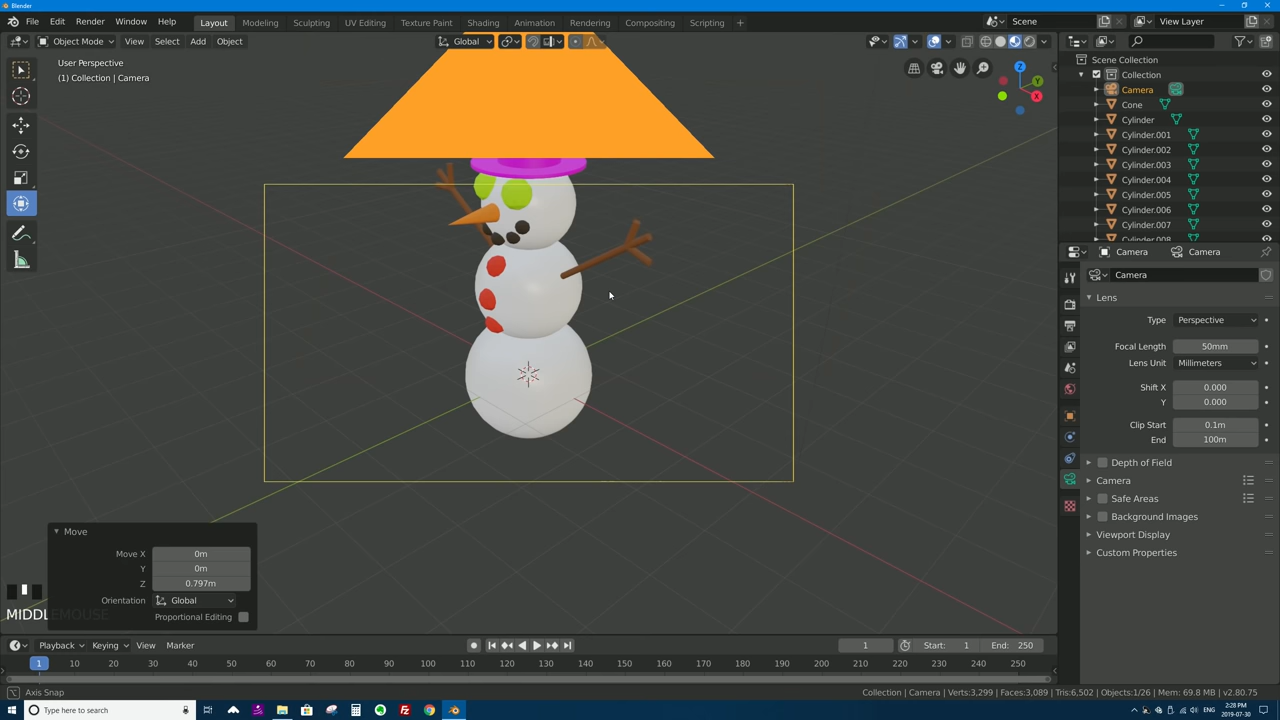 Blender
File Edit Render Window Help
Layout Modeling Sculpting UV Editing Texture Paint Shading Animation Rendering Compositing Scripting +
Scene
View Layer
Object Mode View Select Add Object
Global
User Perspective
(1) Collection | Camera
Z
Y
X
Scene Collection
Collection
Camera
Cone
Cylinder
Cylinder.001
Cylinder.002
Cylinder.003
Cylinder.004
Cylinder.005
Cylinder.006
Cylinder.007
Cylinder.008
Camera Camera
Camera
Lens
Type Perspective
Focal Length 50mm
Lens Unit Millimeters
Shift X 0.000
Y 0.000
Clip Start 0.1m
End 100m
Depth of Field
Camera
Safe Areas
Background Images
Viewport Display
Custom Properties
Move
Move X 0m
Y 0m
Z 0.797m
Orientation Global
Proportional Editing
MIDDLEMOUSE
Playback Keying View Marker
1 Start: 1 End: 250
1 10 20 30 40 50 60 70 80 90 100 110 120 130 140 150 160 170 180 190 200 210 220 230 240 250
Axis Snap
Collection | Camera | Verts:3,299 | Faces:3,089 | Tris:6,502 | Objects:1/26 | Mem: 69.8 MB | v2.80.75
Type here to search
ENG
2:28 PM
2019-07-30